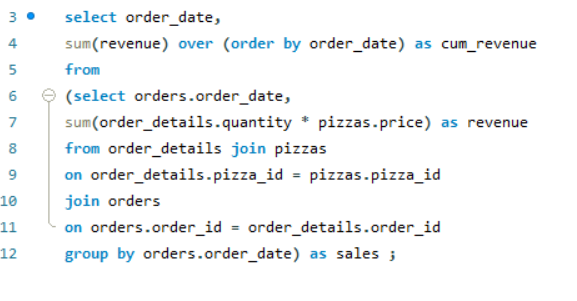 3 select order_date,
4 sum(revenue) over (order by order_date) as cum_revenue
5 from
6 (select orders.order_date,
7 sum(order_details.quantity * pizzas.price) as revenue
8 from order_details join pizzas
9 on order_details.pizza_id = pizzas.pizza_id
10 join orders
11 on orders.order_id = order_details.order_id
12 group by orders.order_date) as sales ;